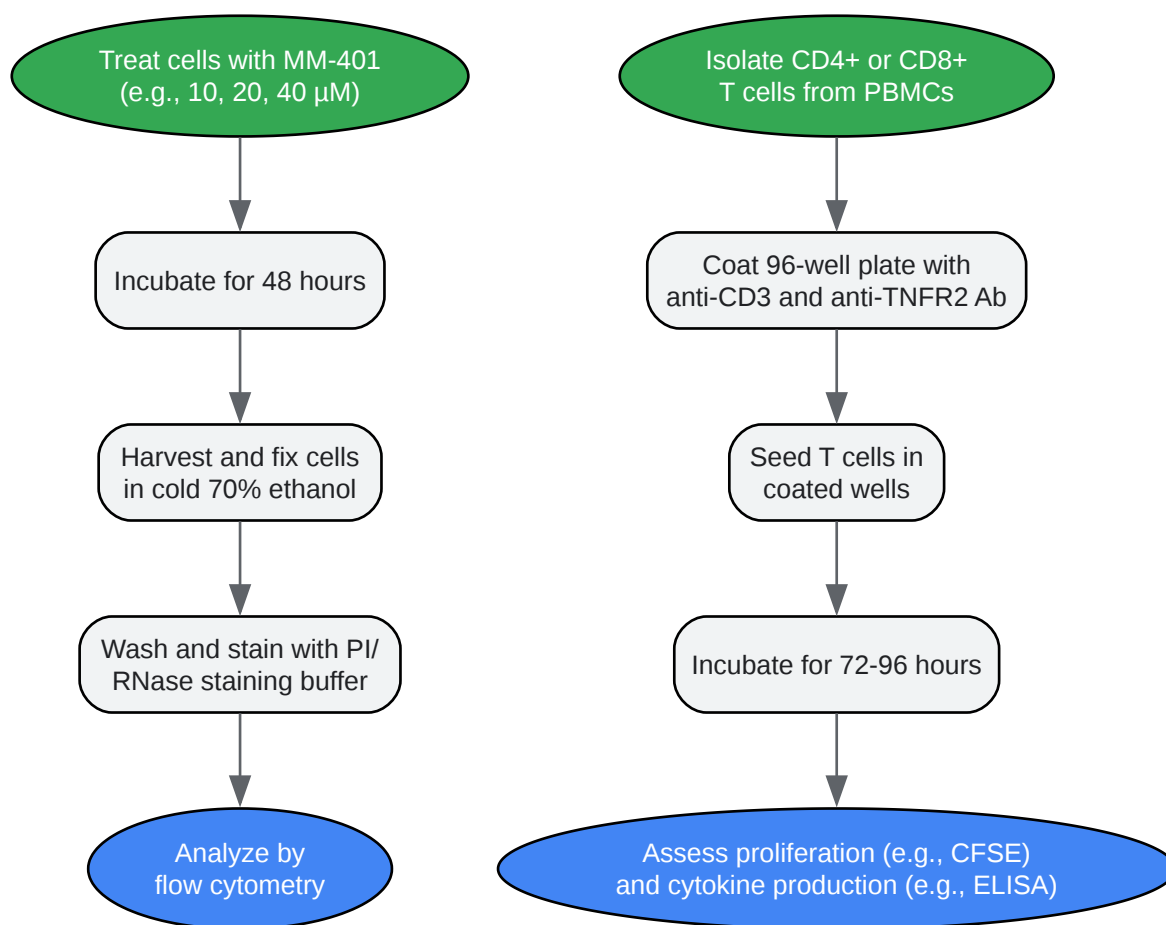 Treat cells with MM-401
(e.g., 10, 20, 40 µM)
Incubate for 48 hours
Harvest and fix cells
in cold 70% ethanol
Wash and stain with PI/
RNase staining buffer
Analyze by
flow cytometry
Isolate CD4+ or CD8+
T cells from PBMCs
Coat 96-well plate with
anti-CD3 and anti-TNFR2 Ab
Seed T cells in
coated wells
Incubate for 72-96 hours
Assess proliferation (e.g., CFSE)
and cytokine production (e.g., ELISA)